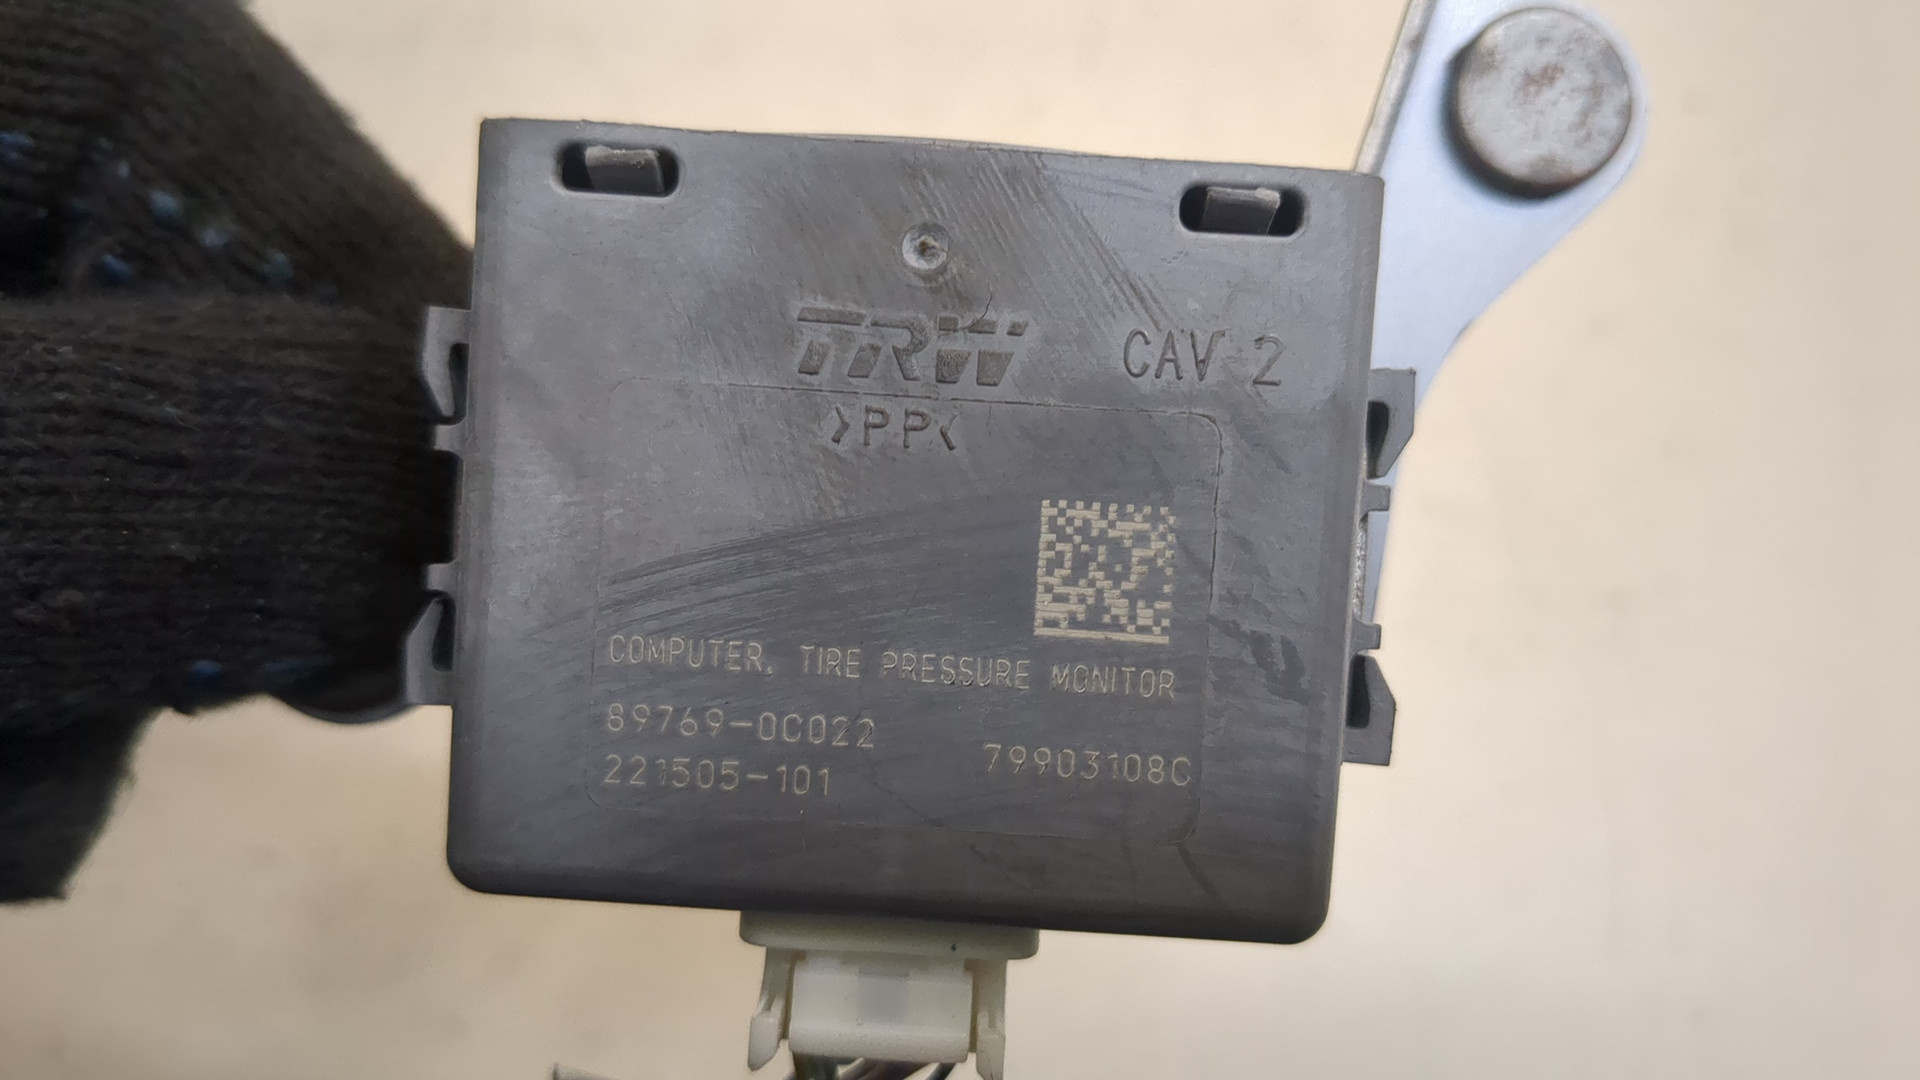 TRW
CAV 2
>PP<
COMPUTER, TIRE PRESSURE MONITOR
89769-0C022
221505-101
79903108C